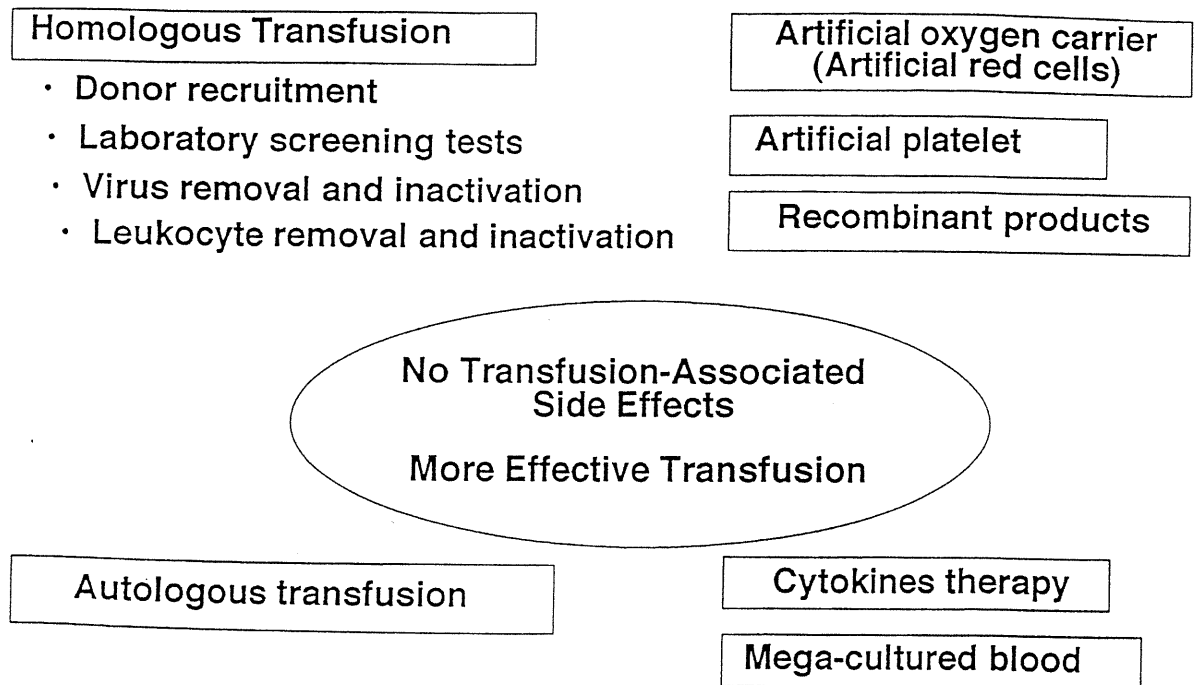 Homologous Transfusion
・ Donor recruitment
・ Laboratory screening tests
・ Virus removal and inactivation
・ Leukocyte removal and inactivation
Artificial oxygen carrier
(Artificial red cells)
Artificial platelet
Recombinant products
No Transfusion-Associated
Side Effects
More Effective Transfusion
Autologous transfusion
Cytokines therapy
Mega-cultured blood